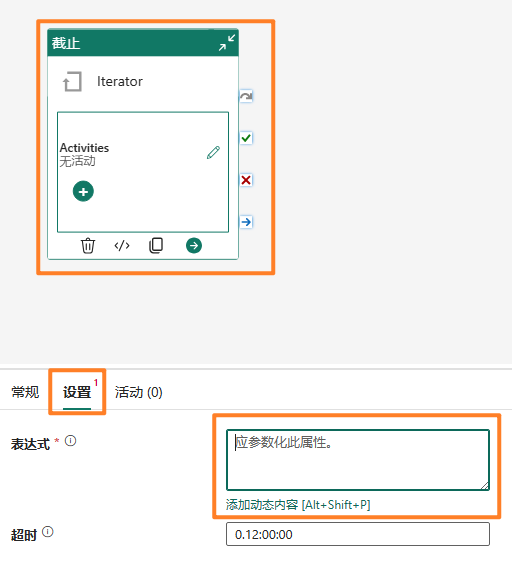 截止
Iterator
Activities
无活动
常规
设置 1
活动 (0)
表达式 *
应参数化此属性。
添加动态内容 [Alt+Shift+P]
超时
0.12:00:00